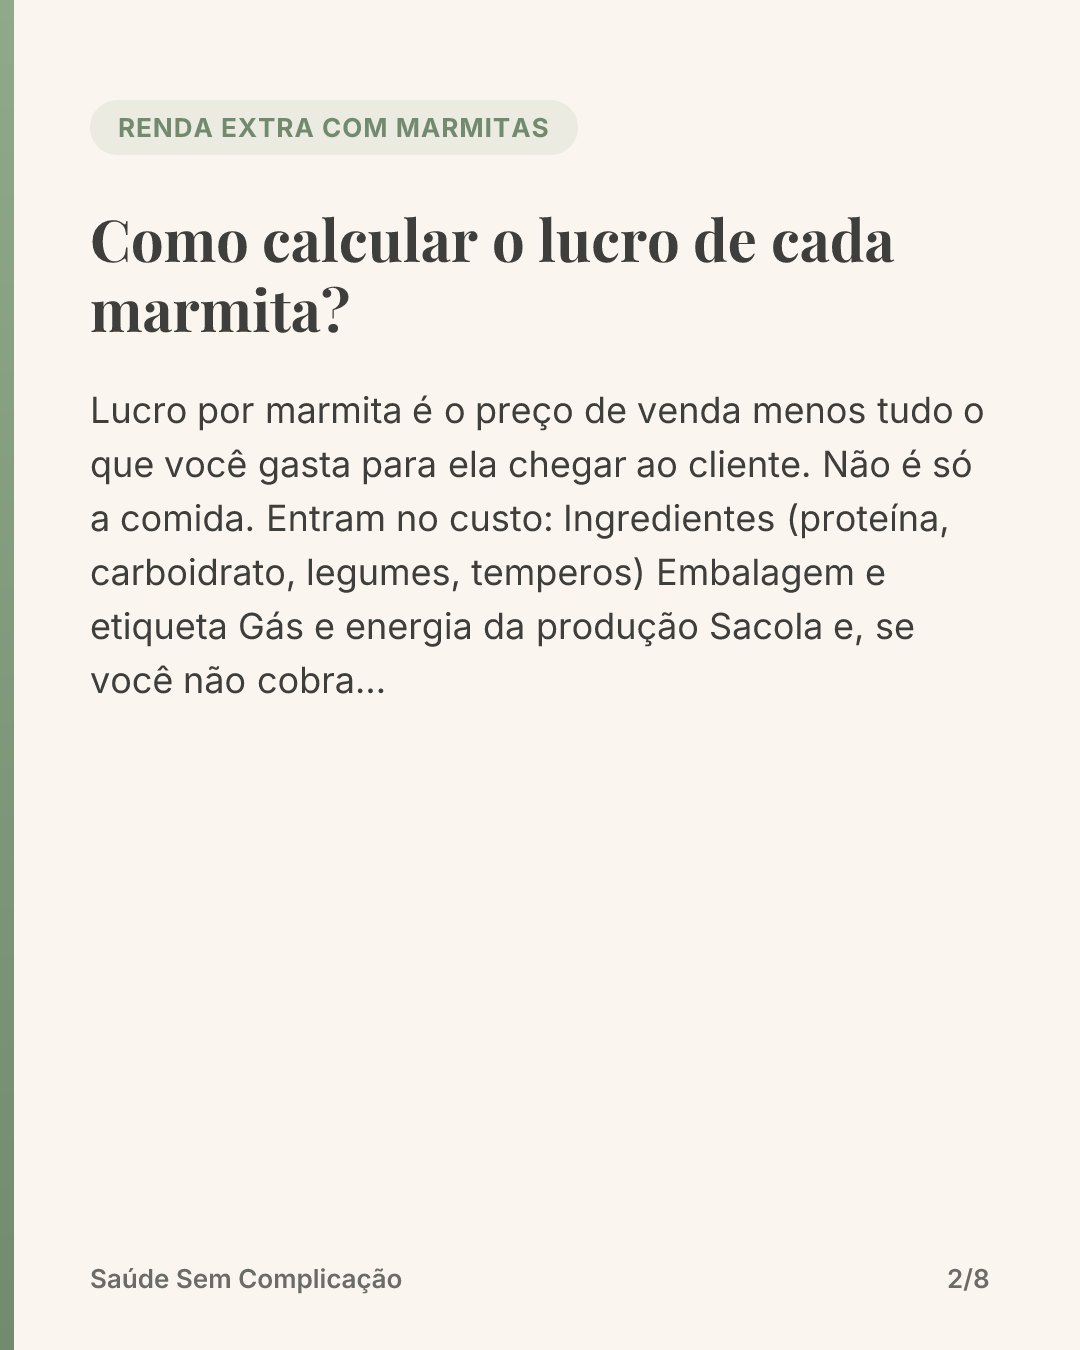 RENDA EXTRA COM MARMITAS
Como calcular o lucro de cada
marmita?
Lucro por marmita é o preço de venda menos tudo o
que você gasta para ela chegar ao cliente. Não é só
a comida. Entram no custo: Ingredientes (proteína,
carboidrato, legumes, temperos) Embalagem e
etiqueta Gás e energia da produção Sacola e, se
você não cobra...
Saúde Sem Complicação
2/8